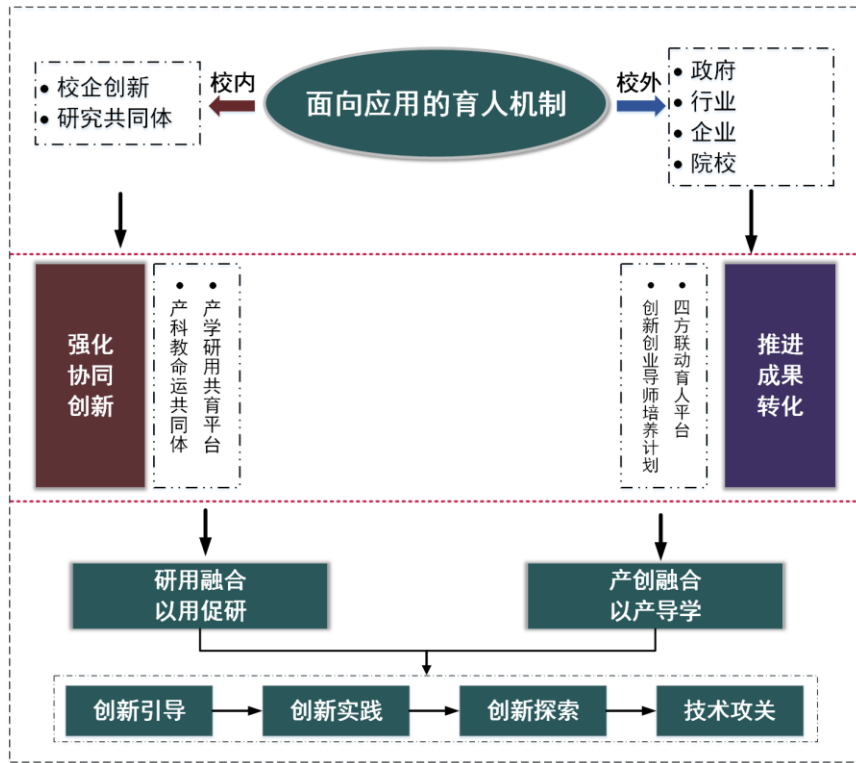 面向应用的育人机制
校内
校外
校企创新
研究共同体
政府
行业
企业
院校
强化
协同
创新
产学研用共育平台
产科教命运共同体
四方联动育人平台
创新创业导师培养计划
推进
成果
转化
研用融合
以用促研
产创融合
以产导学
创新引导
创新实践
创新探索
技术攻关